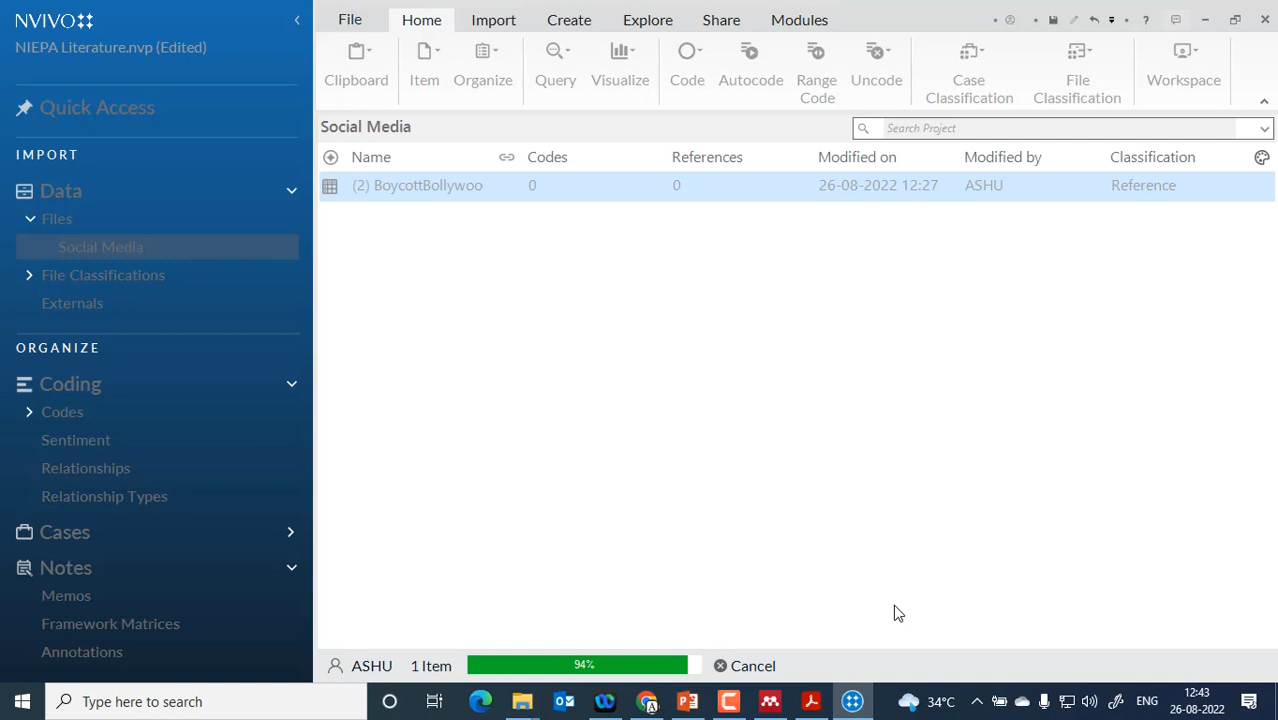 NVIVO
NIEPA Literature.nvp (Edited)
Quick Access
IMPORT
Data
Files
Social Media
File Classifications
Externals
ORGANIZE
Coding
Codes
Sentiment
Relationships
Relationship Types
Cases
Notes
Memos
Framework Matrices
Annotations
File Home Import Create Explore Share Modules
Clipboard Item Organize Query Visualize Code Autocode Range Code Uncode Case Classification File Classification Workspace
Social Media
Search Project
Name Codes References Modified on Modified by Classification
(2) BoycottBollywoo 0 0 26-08-2022 12:27 ASHU Reference
ASHU 1 Item 94% Cancel
Type here to search
34°C ENG 12:43
26-08-2022